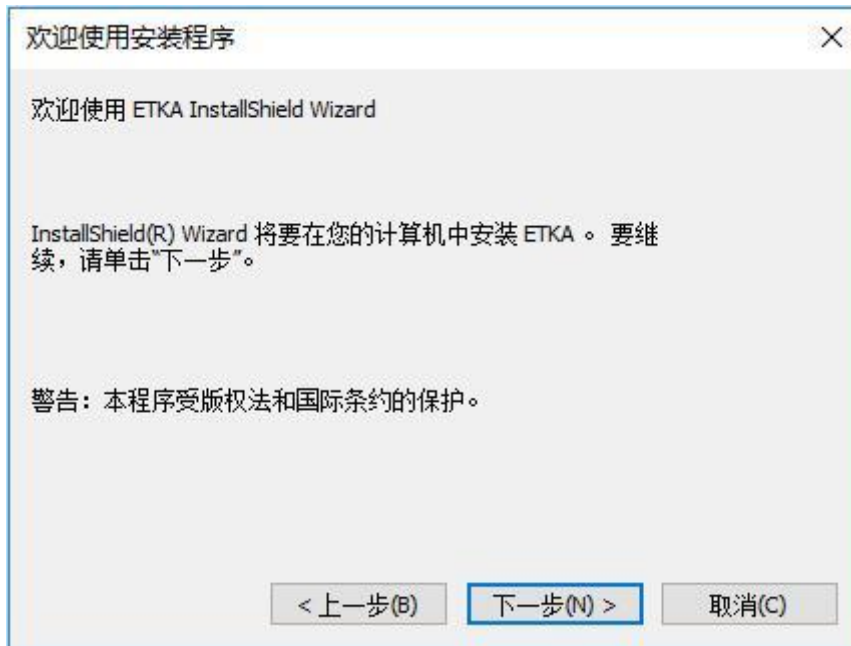 欢迎使用安装程序
欢迎使用 ETKA InstallShield Wizard
InstallShield(R) Wizard 将要在您的计算机中安装 ETKA 。 要继
续，请单击“下一步”。
警告：本程序受版权法和国际条约的保护。
< 上一步(B) 下一步(N) > 取消(C)